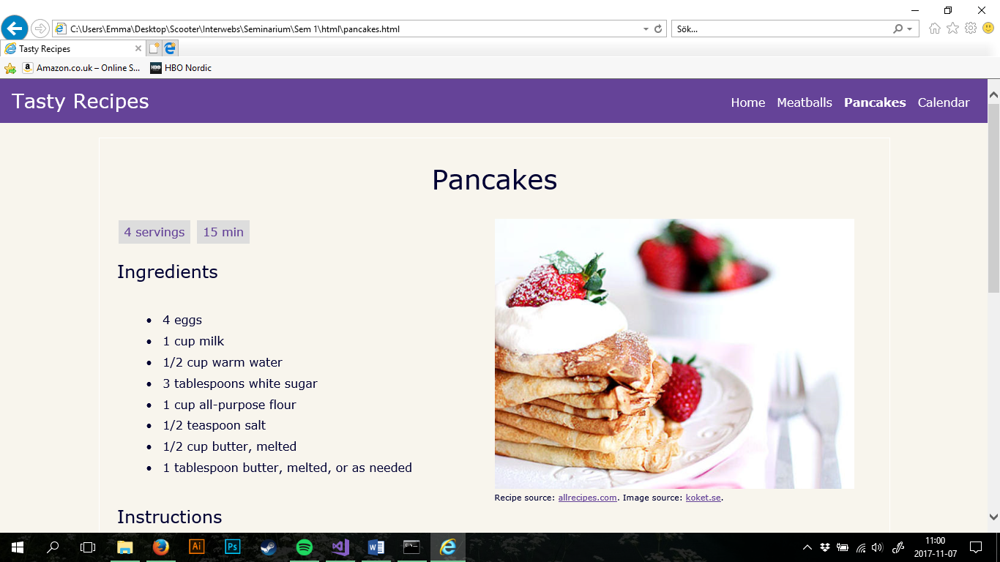 C:\Users\Emma\Desktop\Scooter\Interwebs\Seminarium\Sem 1\html\pancakes.html
Sök...
Tasty Recipes
Amazon.co.uk – Online S...
HBO Nordic
Tasty Recipes
Home Meatballs Pancakes Calendar
Pancakes
4 servings 15 min
Ingredients
• 4 eggs
• 1 cup milk
• 1/2 cup warm water
• 3 tablespoons white sugar
• 1 cup all-purpose flour
• 1/2 teaspoon salt
• 1/2 cup butter, melted
• 1 tablespoon butter, melted, or as needed
Recipe source: allrecipes.com. Image source: koket.se.
Instructions
Ai
Ps
11:00
2017-11-07